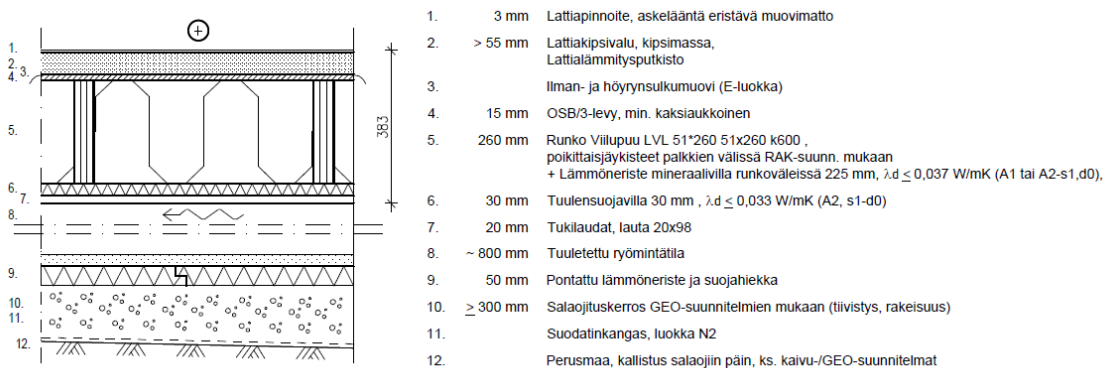 1.
2.
3.
4.
5.
6.
7.
8.
9.
10.
11.
12.
383
1. 3 mm Lattiapinnoite, askelääntä eristävä muovimatto
2. > 55 mm Lattiakipsivalu, kipsimassa,
Lattialämmitysputkisto
3. Ilman- ja höyrynsulkumuovi (E-luokka)
4. 15 mm OSB/3-levy, min. kaksiaukkoinen
5. 260 mm Runko Viilupuu LVL 51*260 51x260 k600 ,
poikittaisjäykisteet palkkien välissä RAK-suunn. mukaan
+ Lämmöneriste mineraalivilla runkoväleissä 225 mm, λd ≤ 0,037 W/mK (A1 tai A2-s1,d0),
6. 30 mm Tuulensuojavilla 30 mm , λd ≤ 0,033 W/mK (A2, s1-d0)
7. 20 mm Tukilaudat, lauta 20x98
8. ~ 800 mm Tuuletettu ryömintätila
9. 50 mm Pontattu lämmöneriste ja suojahiekka
10. ≥ 300 mm Salaojituskerros GEO-suunnitelmien mukaan (tiivistys, rakeisuus)
11. Suodatinkangas, luokka N2
12. Perusmaa, kallistus salaojiin päin, ks. kaivu-/GEO-suunnitelmat